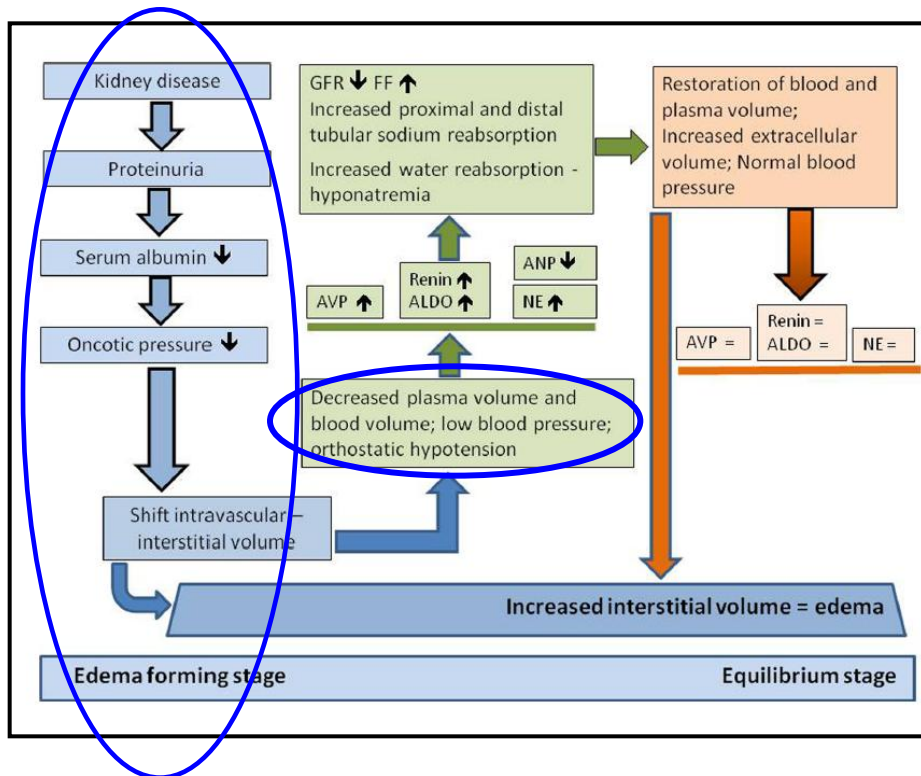 Kidney disease
Proteinuria
Serum albumin ↓
Oncotic pressure ↓
Shift intravascular –
interstitial volume
GFR ↓ FF ↑
Increased proximal and distal
tubular sodium reabsorption
Increased water reabsorption -
hyponatremia
AVP ↑
Renin ↑
ALDO ↑
ANP ↓
NE ↑
Decreased plasma volume and
blood volume; low blood pressure;
orthostatic hypotension
Restoration of blood and
plasma volume;
Increased extracellular
volume; Normal blood
pressure
AVP =
Renin =
ALDO =
NE =
Increased interstitial volume = edema
Edema forming stage
Equilibrium stage